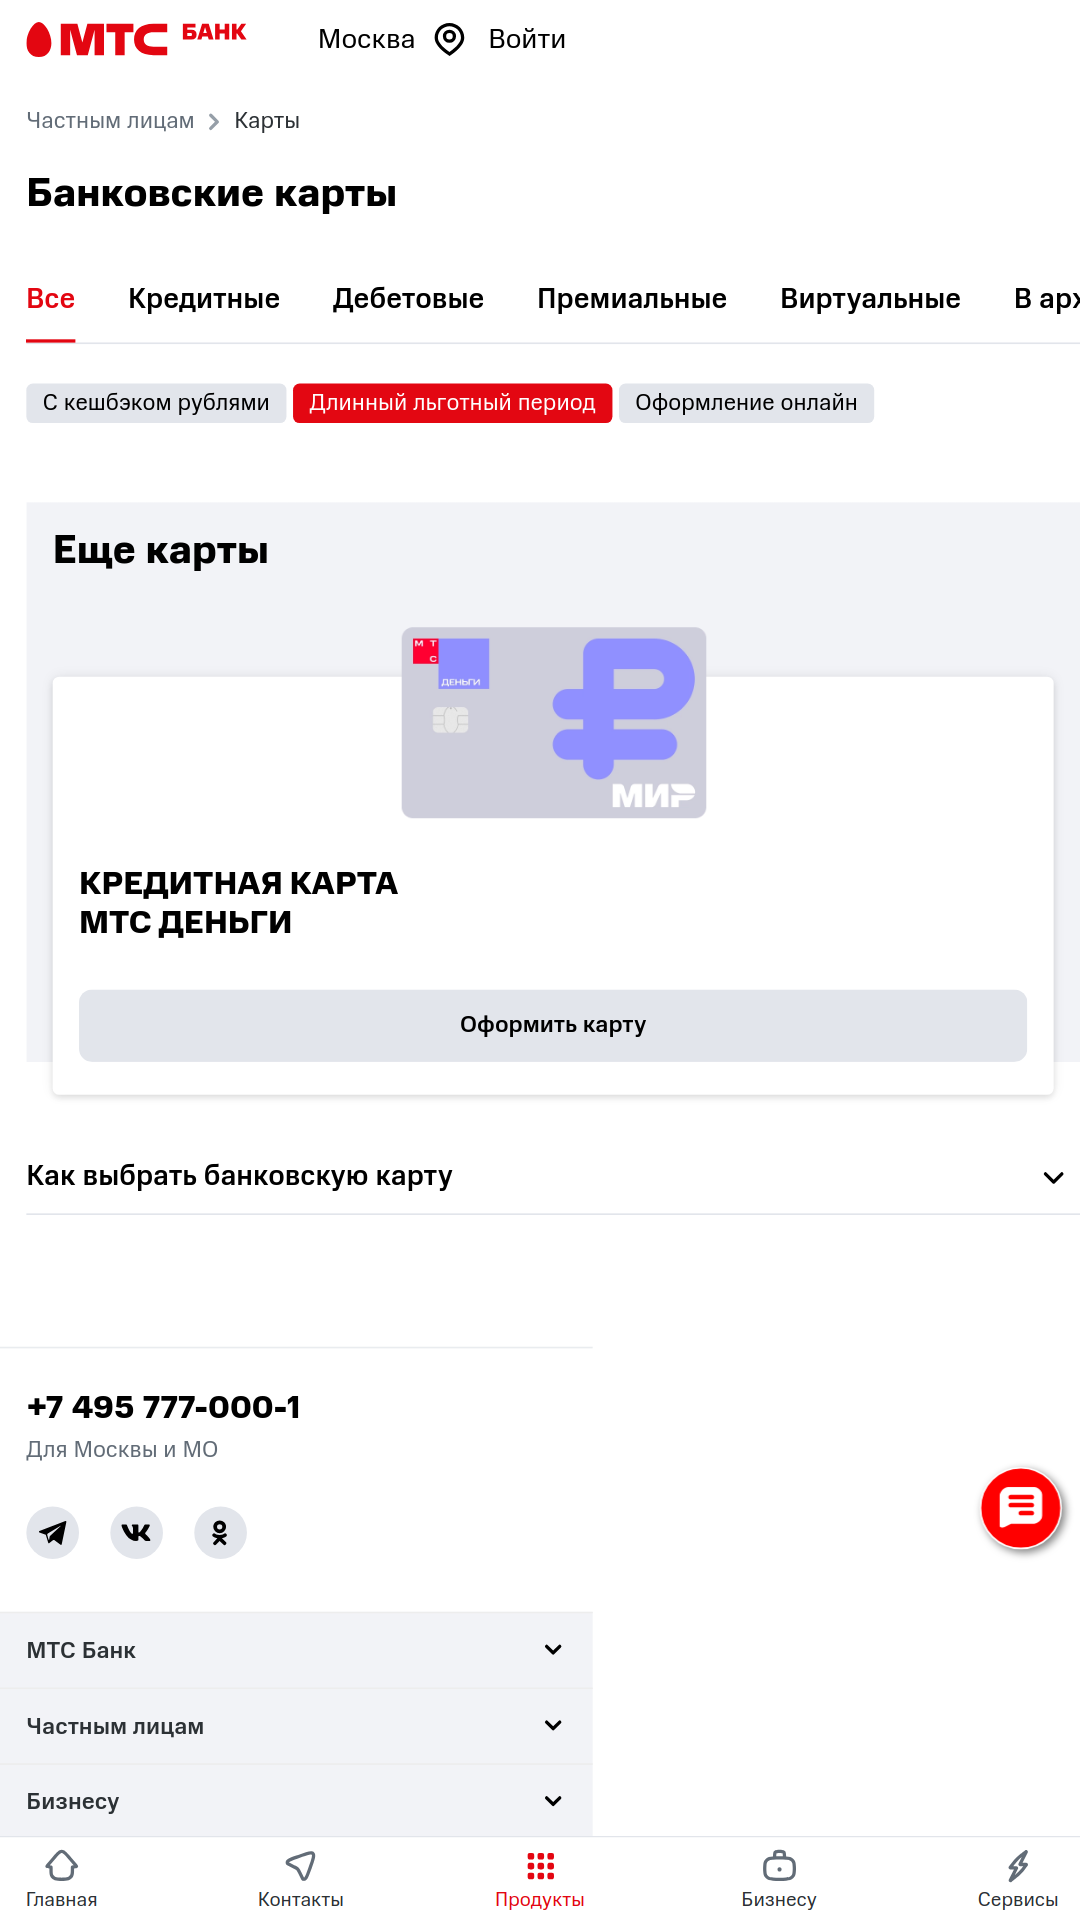 МТС БАНК
Москва
Войти
Частным лицам
Карты
Банковские карты
Все
Кредитные
Дебетовые
Премиальные
Виртуальные
В арх
С кешбэком рублями
Длинный льготный период
Оформление онлайн
Еще карты
М Т
С
ДЕНЬГИ
МИР
КРЕДИТНАЯ КАРТА
МТС ДЕНЬГИ
Оформить карту
Как выбрать банковскую карту
+7 495 777-000-1
Для Москвы и МО
МТС Банк
Частным лицам
Бизнесу
Главная
Контакты
Продукты
Бизнесу
Сервисы